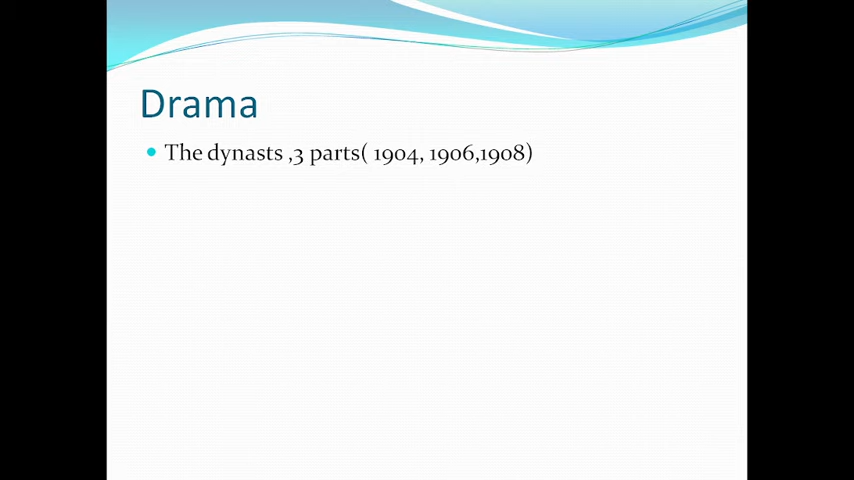 Drama
The dynasts ,3 parts( 1904, 1906,1908)